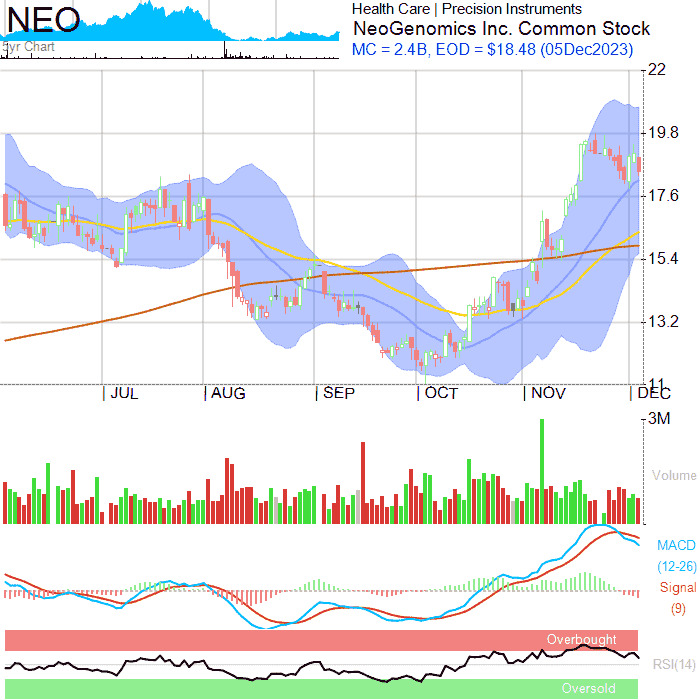 NEO
5yr Chart
Health Care | Precision Instruments
NeoGenomics Inc. Common Stock
MC = 2.4B, EOD = $18.48 (05Dec2023)
22
19.8
17.6
15.4
13.2
11
JUL AUG SEP OCT NOV DEC
3M
Volume
MACD
(12-26)
Signal
(9)
Overbought
RSI(14)
Oversold